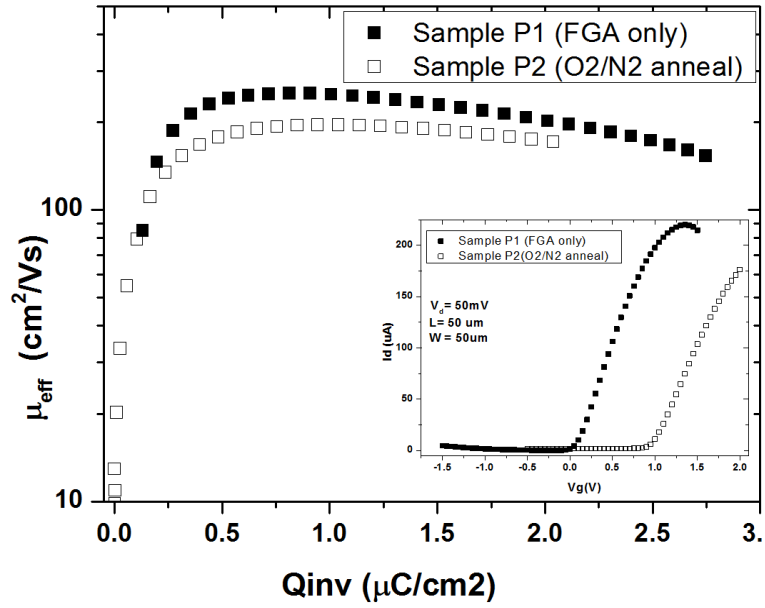 Sample P1 (FGA only)
Sample P2 (O2/N2 anneal)
μeff (cm²/Vs)
100
10
0.0 0.5 1.0 1.5 2.0 2.5 3.
Qinv (μC/cm2)
Sample P1 (FGA only)
Sample P2(O2/N2 anneal)
Vd= 50mV
L= 50 um
W= 50um
Id (uA)
200
150
100
50
0
-1.5 -1.0 -0.5 0.0 0.5 1.0 1.5 2.0
Vg(V)